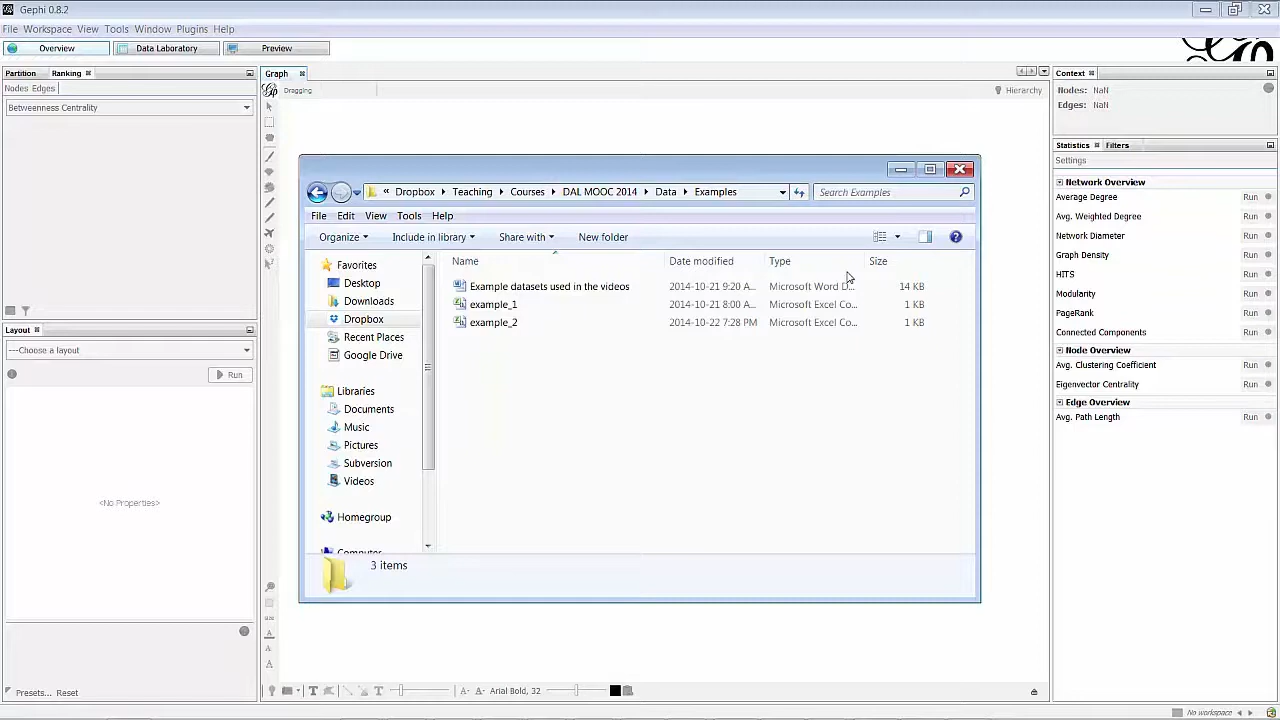 Gephi 0.8.2
File Workspace View Tools Window Plugins Help
Overview Data Laboratory Preview
Partition Ranking
Nodes Edges
Betweenness Centrality
Layout
---Choose a layout
Run
<No Properties>
Presets... Reset
Graph
Dragging
Hierarchy
« Dropbox Teaching Courses DAL MOOC 2014 Data Examples
Search Examples
File Edit View Tools Help
Organize Include in library Share with New folder
Favorites
Desktop
Downloads
Dropbox
Recent Places
Google Drive
Libraries
Documents
Music
Pictures
Subversion
Videos
Homegroup
Computer
Name Date modified Type Size
Example datasets used in the videos 2014-10-21 9:20 A... Microsoft Word D... 14 KB
example_1 2014-10-21 8:00 A... Microsoft Excel Co... 1 KB
example_2 2014-10-22 7:28 PM Microsoft Excel Co... 1 KB
3 items
Arial Bold, 32
Context
Nodes: NaN
Edges: NaN
Statistics Filters
Settings
Network Overview
Average Degree Run
Avg. Weighted Degree Run
Network Diameter Run
Graph Density Run
HITS Run
Modularity Run
PageRank Run
Connected Components Run
Node Overview
Avg. Clustering Coefficient Run
Eigenvector Centrality Run
Edge Overview
Avg. Path Length Run
No workspace